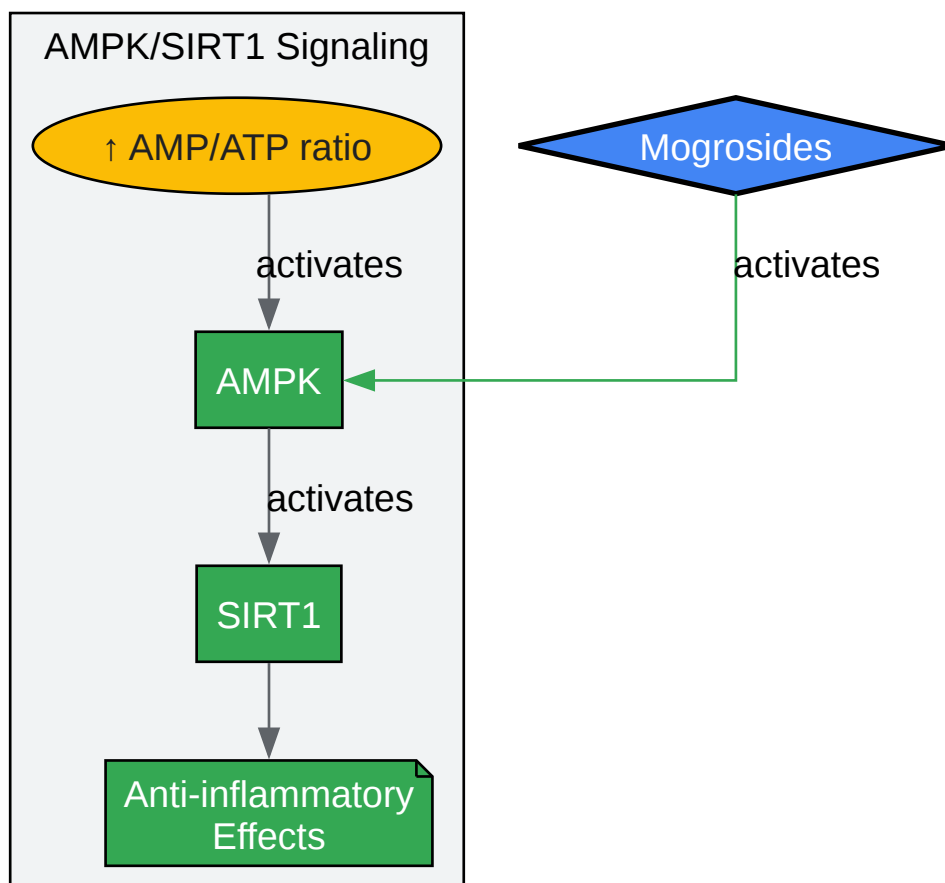 AMPK/SIRT1 Signaling
↑ AMP/ATP ratio
Mogrosides
activates
activates
AMPK
activates
SIRT1
Anti-inflammatory
Effects